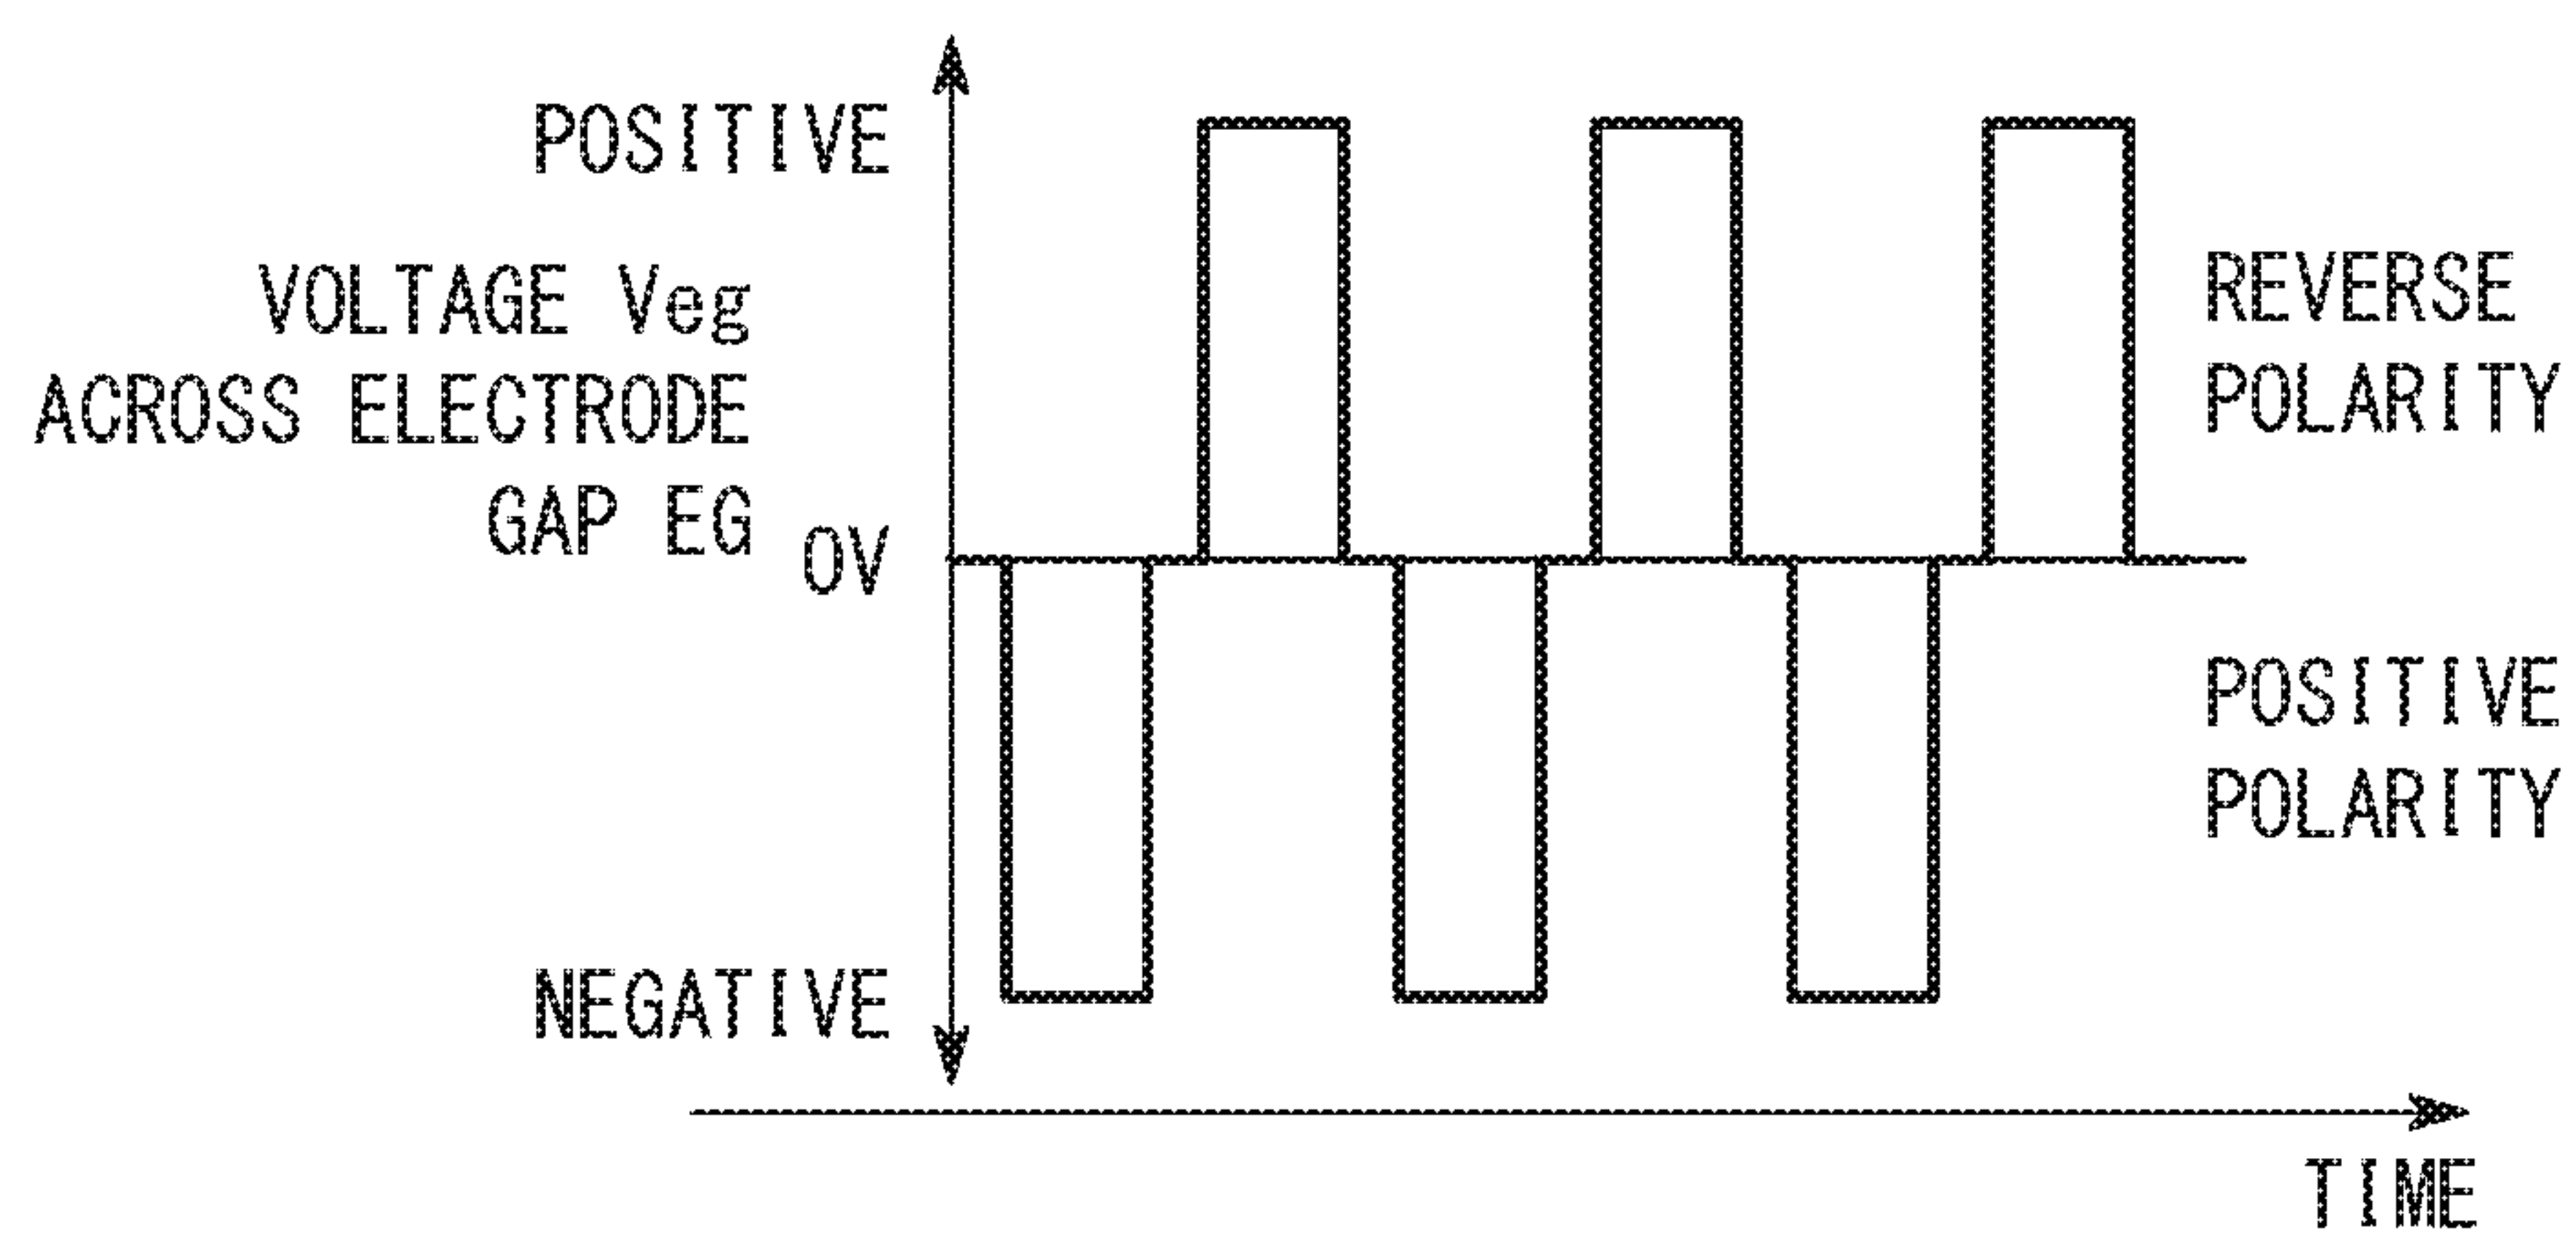 POSITIVE
VOLTAGE Veg
ACROSS ELECTRODE
GAP EG
0V
NEGATIVE
REVERSE
POLARITY
POSITIVE
POLARITY
TIME